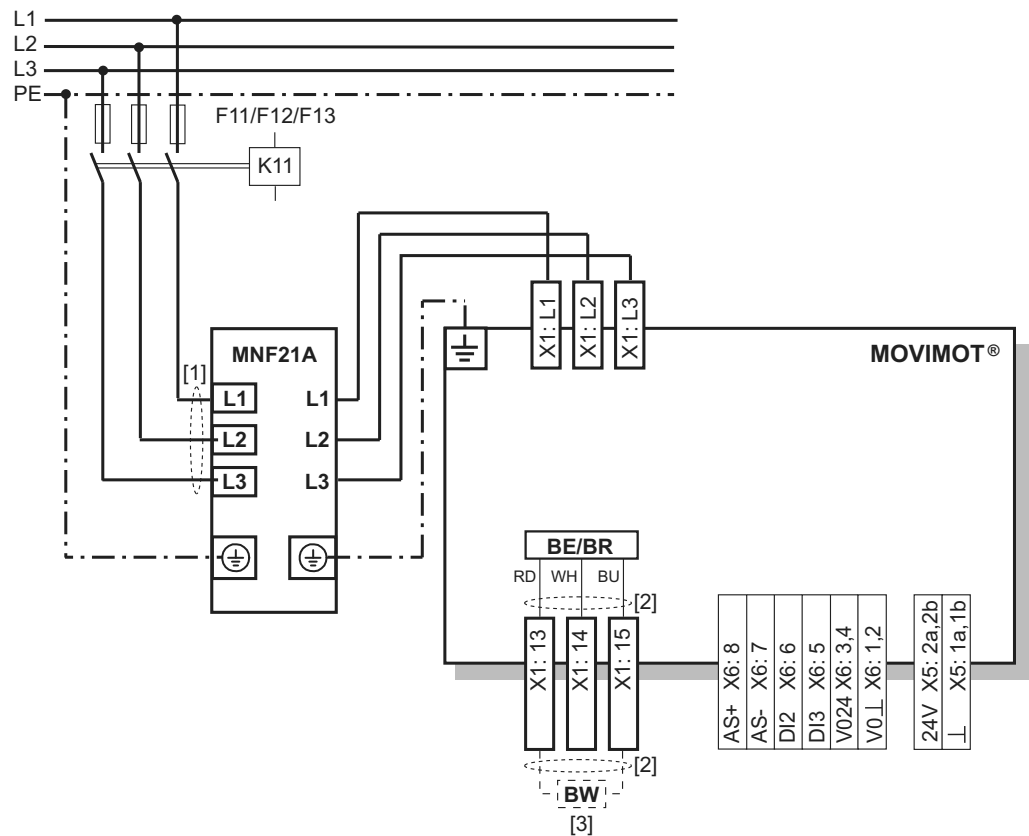 L1
L2
L3
PE
F11/F12/F13
K11
X1: L1
X1: L2
X1: L3
MNF21A
MOVIMOT®
[1]
L1 L1
L2 L2
L3 L3
BE/BR
RD WH BU
[2]
X1: 13
X1: 14
X1: 15
AS+ X6: 8
AS- X6: 7
DI2 X6: 6
DI3 X6: 5
V024 X6: 3,4
V0⊥ X6: 1,2
24V X5: 2a,2b
⊥ X5: 1a,1b
[2]
BW
[3]